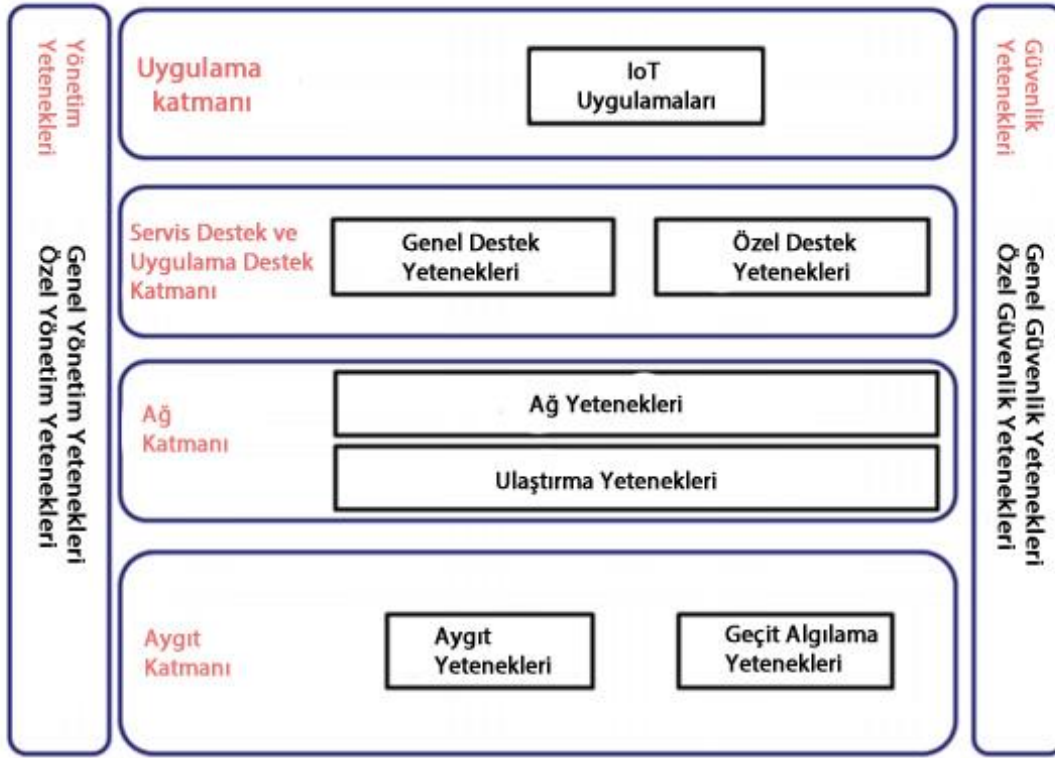 Yönetim
Yetenekleri
Genel Yönetim Yetenekleri
Özel Yönetim Yetenekleri
Uygulama
katmanı
IoT
Uygulamaları
Servis Destek ve
Uygulama Destek
Katmanı
Genel Destek
Yetenekleri
Özel Destek
Yetenekleri
Ağ
Katmanı
Ağ Yetenekleri
Ulaştırma Yetenekleri
Aygıt
Katmanı
Aygıt
Yetenekleri
Geçit Algılama
Yetenekleri
Güvenlik
Yetenekleri
Genel Güvenlik Yetenekleri
Özel Güvenlik Yetenekleri